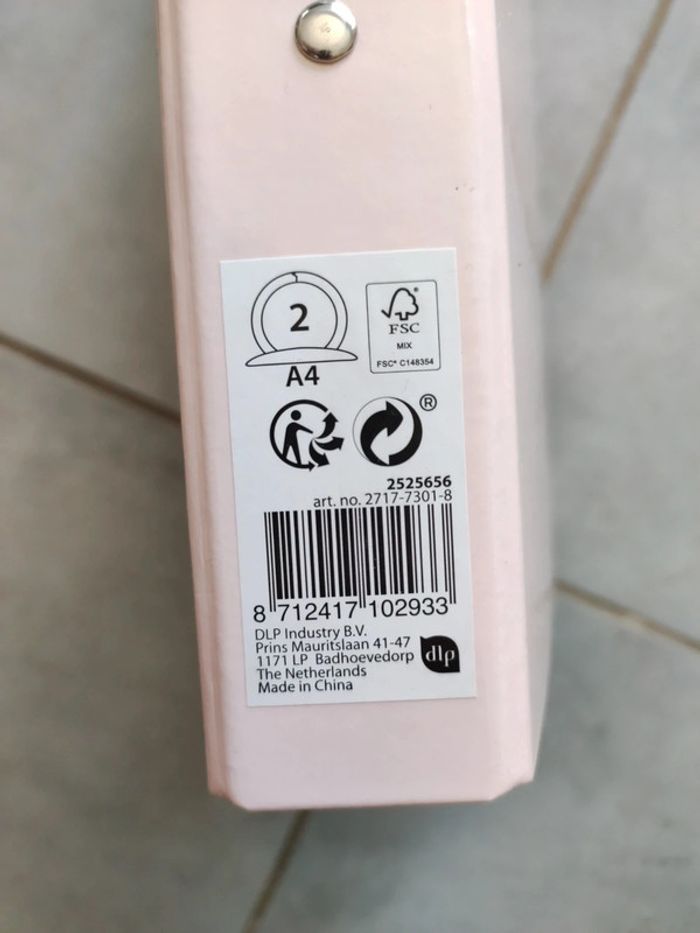 2
A4
FSC®
MIX
FSC® C148354
®
2525656
art. no. 2717-7301-8
8 712417 102933
DLP Industry B.V.
Prins Mauritslaan 41-47
1171 LP Badhoevedorp
The Netherlands
Made in China
dlp